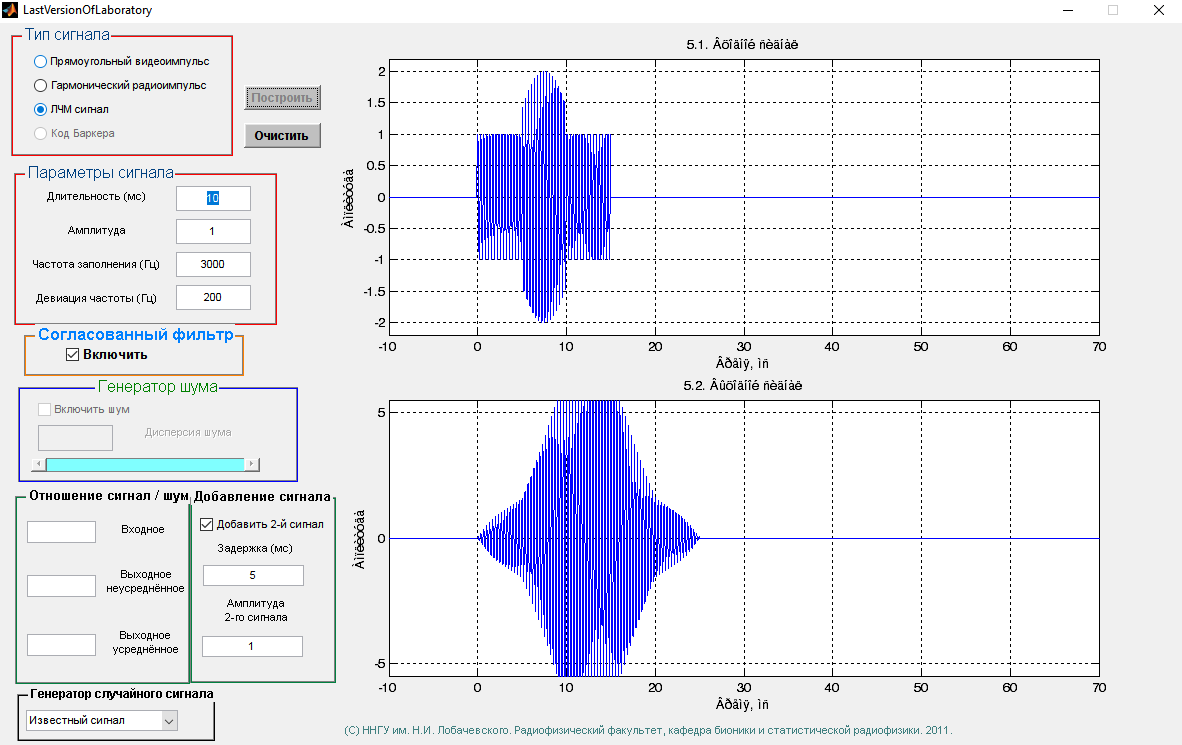 LastVersionOfLaboratory
Тип сигнала
Прямоугольный видеоимпульс
Гармонический радиоимпульс
ЛЧМ сигнал
Код Баркера
Построить
Очистить
Параметры сигнала
Длительность (мс)
10
Амплитуда
1
Частота заполнения (Гц)
3000
Девиация частоты (Гц)
200
Согласованный фильтр
Включить
Генератор шума
Включить шум
Дисперсия шума
Отношение сигнал / шум
Входное
Выходное
неусреднённое
Выходное
усреднённое
Добавление сигнала
Добавить 2-й сигнал
Задержка (мс)
5
Амплитуда
2-го сигнала
1
Генератор случайного сигнала
Известный сигнал
5.1. Âõîäíîé ñèãíàë
Àìïëèòóäà
2
1.5
1
0.5
0
-0.5
-1
-1.5
-2
-10 0 10 20 30 40 50 60 70
Âðåìÿ, ìñ
5.2. Âûõîäíîé ñèãíàë
Àìïëèòóäà
5
0
-5
-10 0 10 20 30 40 50 60 70
Âðåìÿ, ìñ
(С) ННГУ им. Н.И. Лобачевского. Радиофизический факультет, кафедра бионики и статистической радиофизики. 2011.